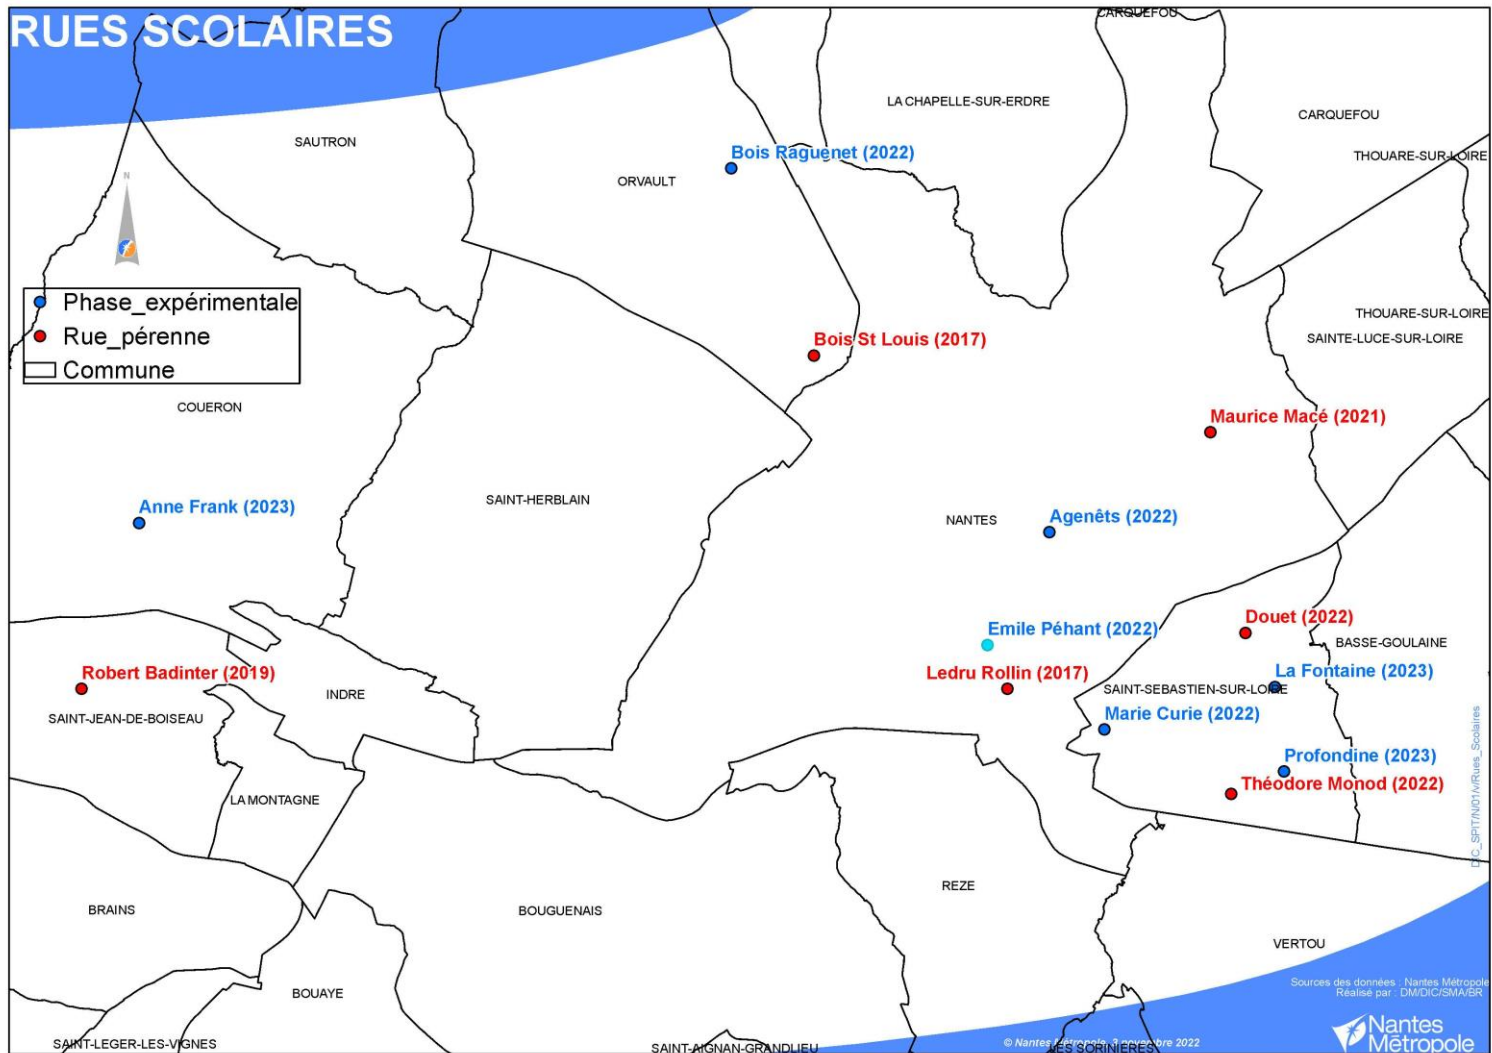 RUES SCOLAIRES
CARQUEFOU
LA CHAPELLE-SUR-ERDRE
CARQUEFOU
SAUTRON
Bois Raguenet (2022)
THOUARE-SUR-LOIRE
ORVAULT
N
Phase_expérimentale
Rue_pérenne
Commune
THOUARE-SUR-LOIRE
Bois St Louis (2017)
SAINTE-LUCE-SUR-LOIRE
COUERON
Maurice Macé (2021)
SAINT-HERBLAIN
Anne Frank (2023)
NANTES
Agenêts (2022)
Douet (2022)
Emile Péhant (2022)
BASSE-GOULAINE
Robert Badinter (2019)
Ledru Rollin (2017)
La Fontaine (2023)
INDRE
SAINT-SEBASTIEN-SUR-LOIRE
SAINT-JEAN-DE-BOISEAU
Marie Curie (2022)
Profondine (2023)
Théodore Monod (2022)
LA MONTAGNE
REZE
BRAINS
BOUGUENAIS
VERTOU
BOUAYE
Sources des données : Nantes Métropole
Réalisé par : DM/DIC/SMA/BR
SAINT-LEGER-LES-VIGNES
SAINT-AIGNAN-GRANDLIEU
© Nantes Métropole, 3 novembre 2022
LES SORINIERES
Nantes
Métropole